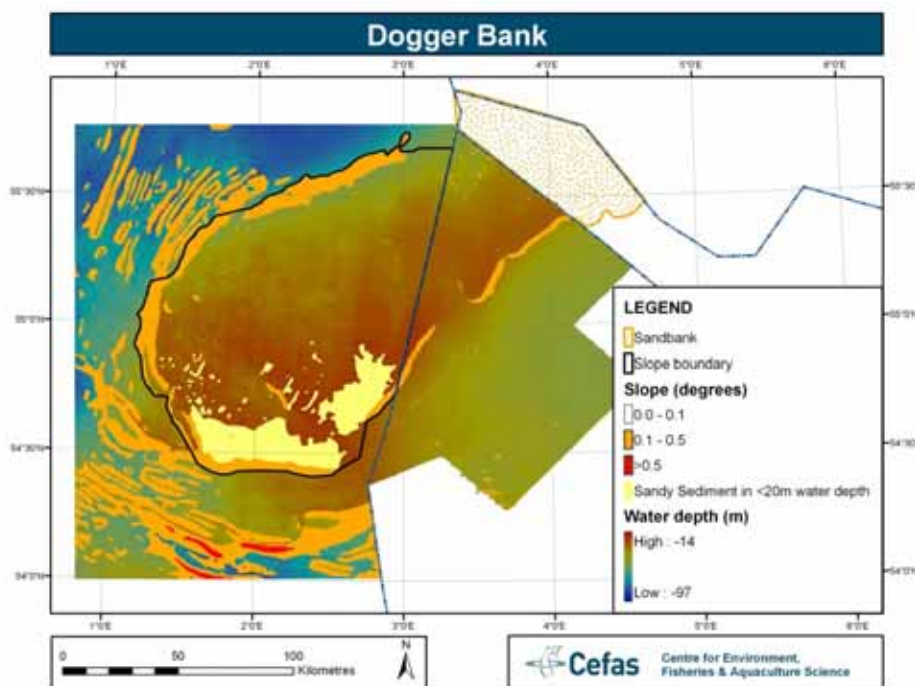 Dogger Bank
1°0'E 2°0'E 3°0'E 4°0'E 5°0'E 6°0'E
55°30'N
55°30'N
55°0'N
55°0'N
54°30'N
54°30'N
54°0'N
54°0'N
LEGEND
Sandbank
Slope boundary
Slope (degrees)
0.0 - 0.1
0.1 - 0.5
>0.5
Sandy Sediment in <20m water depth
Water depth (m)
High : -14
Low : -97
1°0'E 2°0'E 3°0'E 4°0'E 5°0'E 6°0'E
0 50 100
Kilometres
N
Cefas
Centre for Environment,
Fisheries & Aquaculture Science